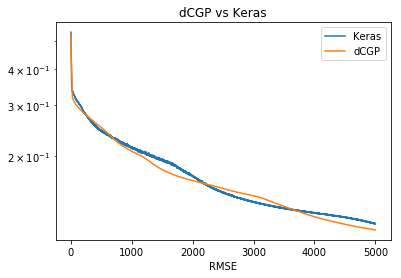 dCGP vs Keras
Keras
dCGP
4 × 10⁻¹
3 × 10⁻¹
2 × 10⁻¹
0 1000 2000 3000 4000 5000
RMSE